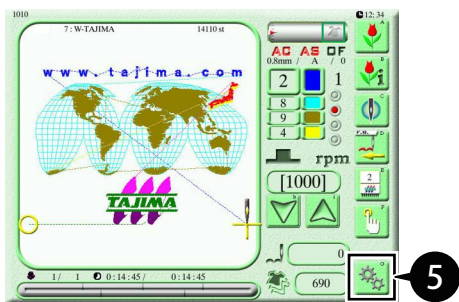 1010
12:34
7 : W-TAJIMA 14110 st
www.tajima.com
TAJIMA
AC AS OF
0.8mm / A / 0
2 1
8
9
4
rpm
[1000]
0
690
1/ 1 0:14:45/ 0:14:45
A
B
C
D
E
2
F
G
5